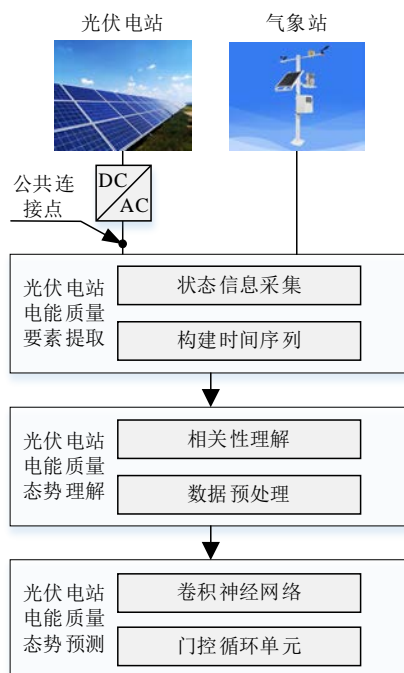 光伏电站
气象站
公共连
接点
DC
AC
光伏电站
电能质量
要素提取
状态信息采集
构建时间序列
光伏电站
电能质量
态势理解
相关性理解
数据预处理
光伏电站
电能质量
态势预测
卷积神经网络
门控循环单元